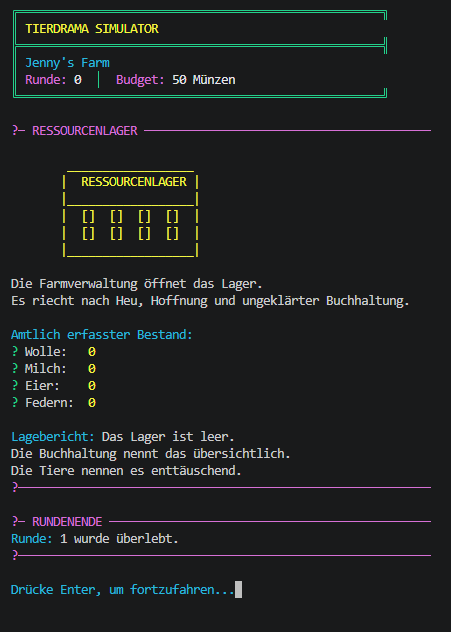 TIERDRAMA SIMULATOR
Jenny's Farm
Runde: 0 │ Budget: 50 Münzen
?─ RESSOURCENLAGER
RESSOURCENLAGER
[] [] [] []
[] [] [] []
Die Farmverwaltung öffnet das Lager.
Es riecht nach Heu, Hoffnung und ungeklärter Buchhaltung.
Amtlich erfasster Bestand:
? Wolle: 0
? Milch: 0
? Eier: 0
? Federn: 0
Lagebericht: Das Lager ist leer.
Die Buchhaltung nennt das übersichtlich.
Die Tiere nennen es enttäuschend.
?
?─ RUNDENENDE
Runde: 1 wurde überlebt.
?
Drücke Enter, um fortzufahren...